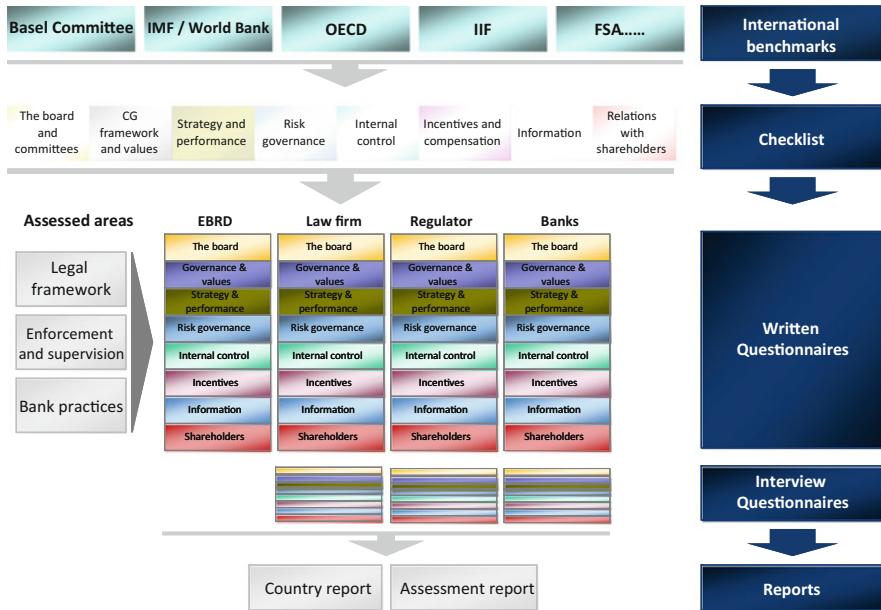 Basel Committee
IMF / World Bank
OECD
IIF
FSA......
International
benchmarks
The board
and
committees
CG
framework
and values
Strategy and
performance
Risk
governance
Internal
control
Incentives and
compensation
Information
Relations
with
shareholders
Checklist
Assessed areas
EBRD
Law firm
Regulator
Banks
Legal
framework
Enforcement
and supervision
Bank practices
The board
Governance &
values
Strategy &
performance
Risk governance
Internal control
Incentives
Information
Shareholders
The board
Governance &
values
Strategy &
performance
Risk governance
Internal control
Incentives
Information
Shareholders
The board
Governance &
values
Strategy &
performance
Risk governance
Internal control
Incentives
Information
Shareholders
The board
Governance &
values
Strategy &
performance
Risk governance
Internal control
Incentives
Information
Shareholders
Written
Questionnaires
Interview
Questionnaires
Country report
Assessment report
Reports